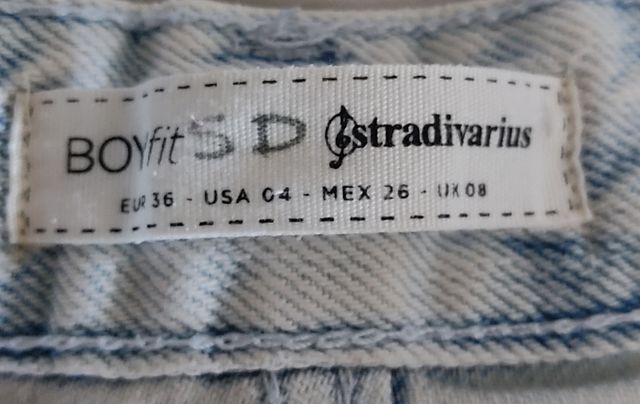 BOYfit SD stradivarius
EUR 36 - USA 04 - MEX 26 - UK 08